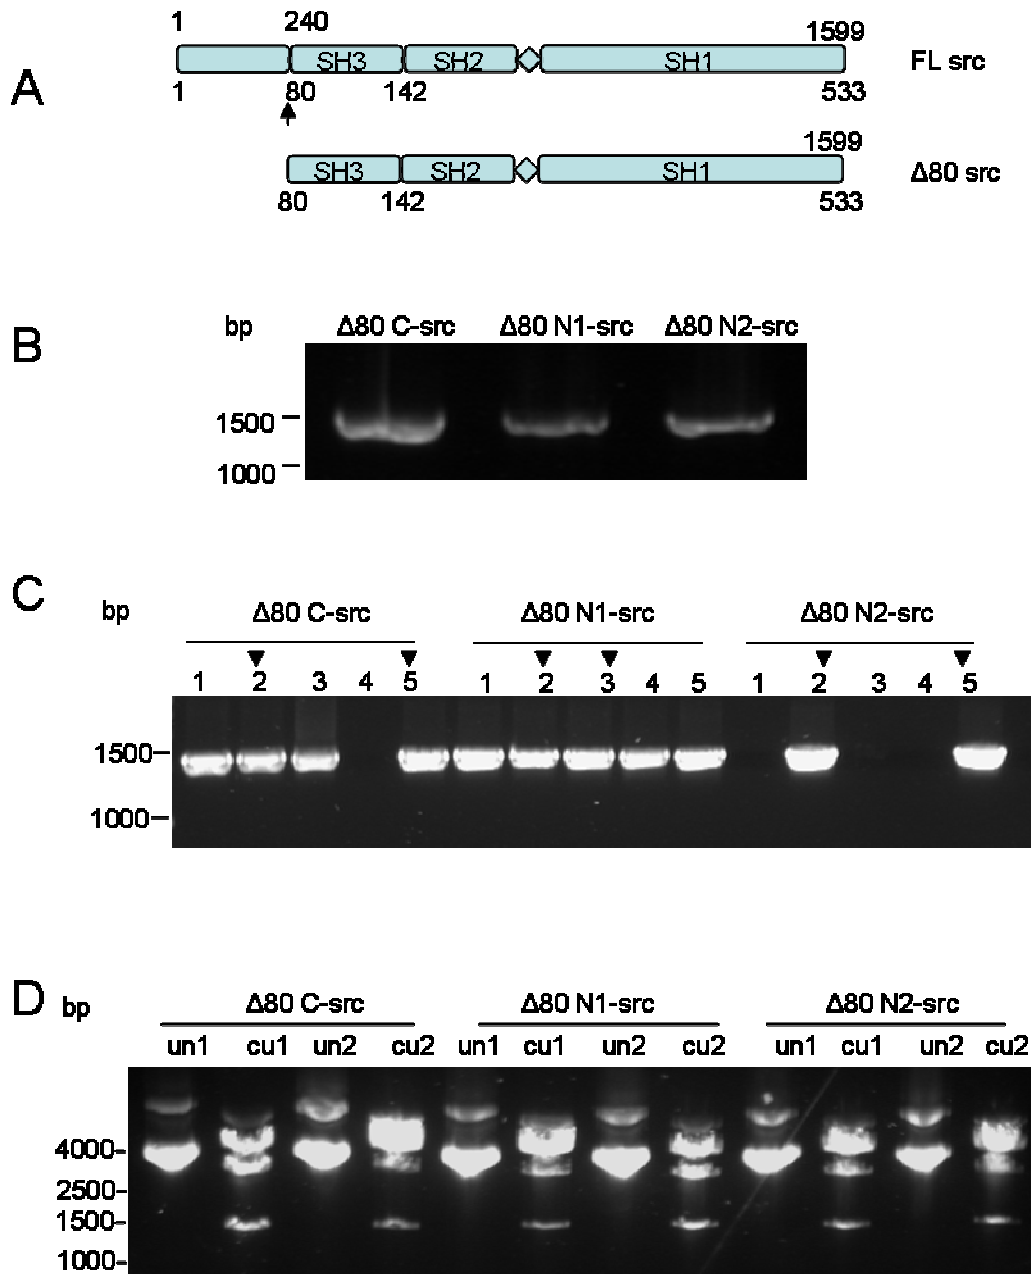 A
1 240 1599
SH3 SH2 SH1 FL src
1 80 142 533
1599
SH3 SH2 SH1 Δ80 src
80 142 533
B
bp Δ80 C-src Δ80 N1-src Δ80 N2-src
1500
1000
C
bp Δ80 C-src Δ80 N1-src Δ80 N2-src
1 2 3 4 5 1 2 3 4 5 1 2 3 4 5
1500
1000
D
bp Δ80 C-src Δ80 N1-src Δ80 N2-src
un1 cu1 un2 cu2 un1 cu1 un2 cu2 un1 cu1 un2 cu2
4000
2500
1500
1000